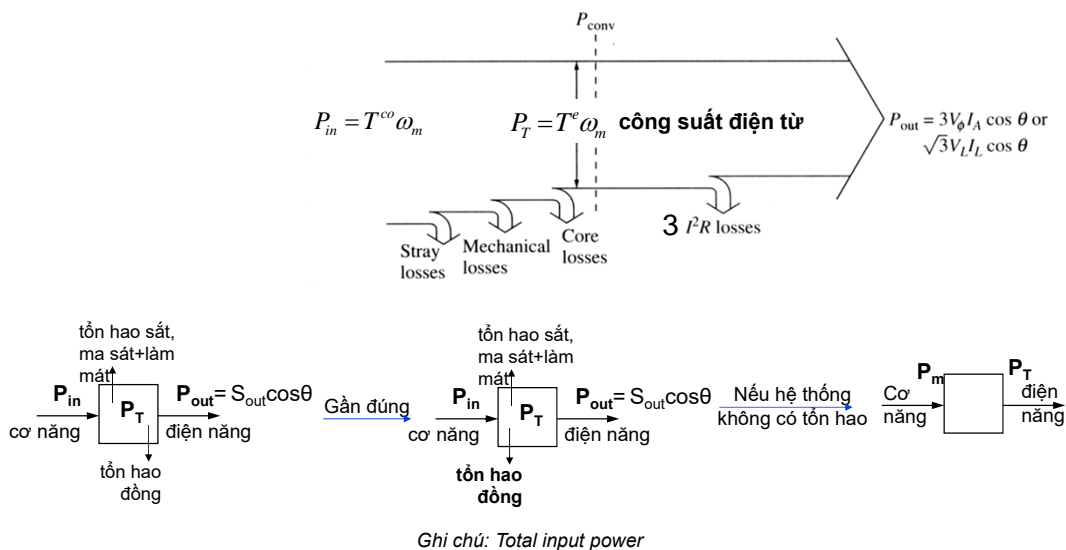 P_conv
P_in = T^co ω_m
P_T = T^e ω_m công suất điện từ
P_out = 3V_ϕ I_A cos θ or
√3V_L I_L cos θ
Stray
losses
Mechanical
losses
Core
losses
3 I²R losses
tổn hao sắt,
ma sát+làm
mát
P_in
P_T
P_out= S_out cosθ
cơ năng
điện năng
tổn hao
đồng
Gần đúng
tổn hao sắt,
ma sát+làm
mát
P_in
P_T
P_out= S_out cosθ
cơ năng
điện năng
tổn hao
đồng
Nếu hệ thống
không có tổn hao
P_m
Cơ
năng
P_T
điện
năng
Ghi chú: Total input power